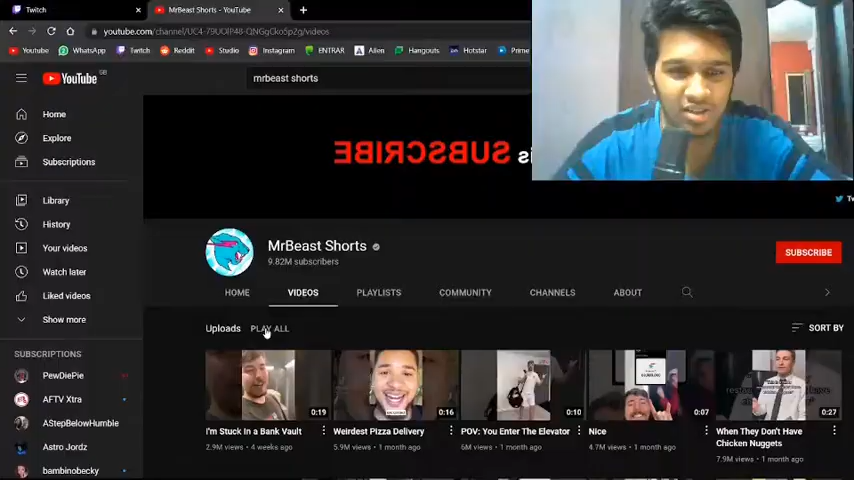 Twitch
MrBeast Shorts - YouTube
youtube.com/channel/UC4-79UOlP48-QNGgCko5p2g/videos
Youtube WhatsApp Twitch Reddit Studio Instagram ENTRAR Alien Hangouts Hotstar Prime
YouTube
mrbeast shorts
Home
Explore
Subscriptions
Library
History
Your videos
Watch later
Liked videos
Show more
SUBSCRIPTIONS
PewDiePie
AFTV Xtra
AStepBelowHumble
Astro Jordz
bambinobecky
SUBSCRIBE is
Tw
MrBeast Shorts
9.82M subscribers
SUBSCRIBE
HOME VIDEOS PLAYLISTS COMMUNITY CHANNELS ABOUT
Uploads PLAY ALL SORT BY
0:19 0:16 0:10 0:07 0:27
I'm Stuck In a Bank Vault
2.9M views • 4 weeks ago
Weirdest Pizza Delivery
5.9M views • 1 month ago
POV: You Enter The Elevator
6M views • 1 month ago
Nice
4.7M views • 1 month ago
When They Don't Have
Chicken Nuggets
7.9M views • 1 month ago